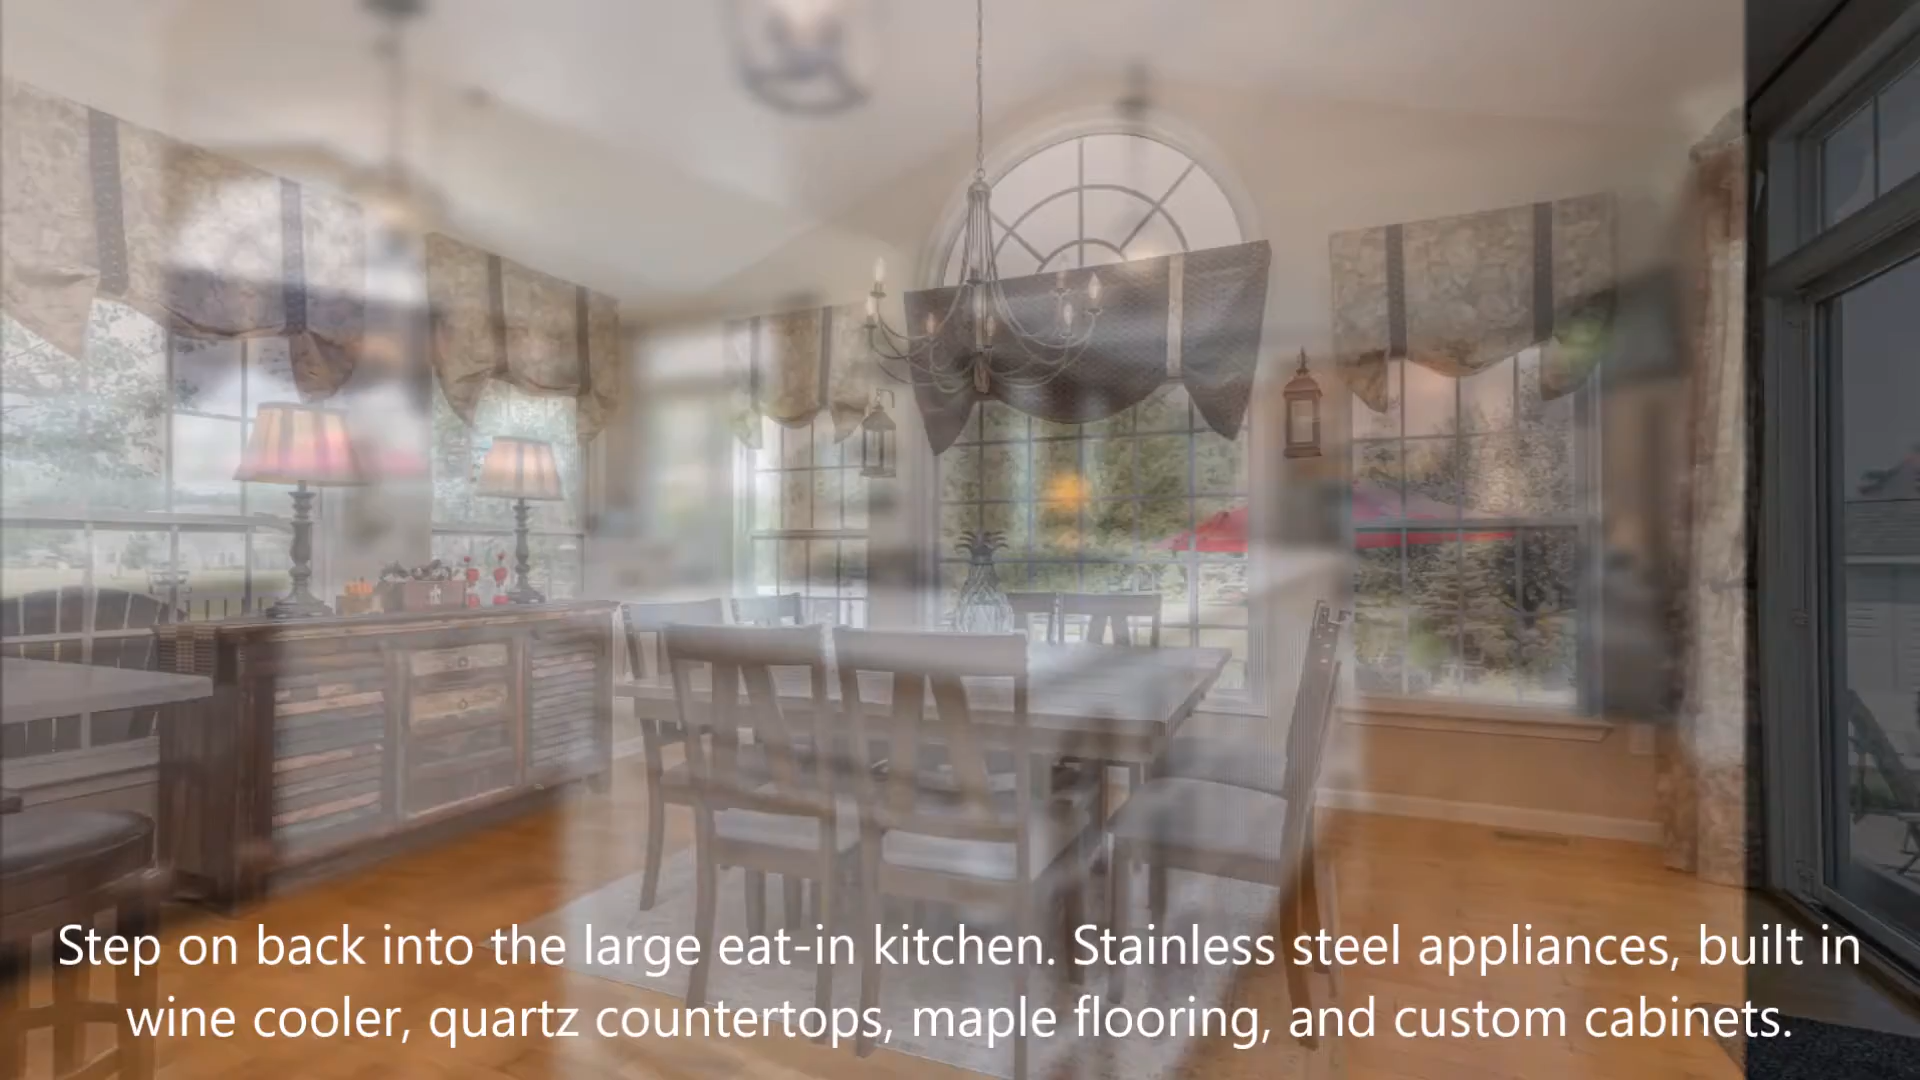 Step on back into the large eat-in kitchen. Stainless steel appliances, built in
wine cooler, quartz countertops, maple flooring, and custom cabinets.